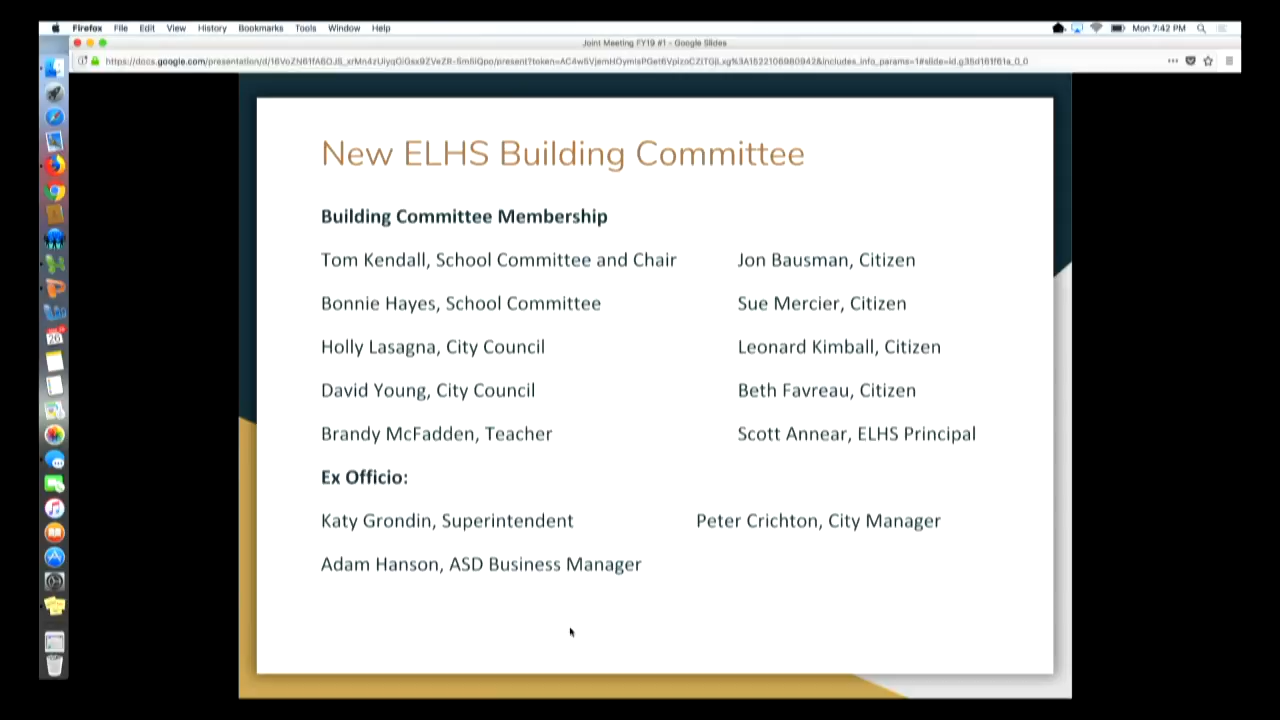 Firefox File Edit View History Bookmarks Tools Window Help Mon 7:42 PM
Joint Meeting FY19 #1 - Google Slides
New ELHS Building Committee
Building Committee Membership
Tom Kendall, School Committee and Chair Jon Bausman, Citizen
Bonnie Hayes, School Committee Sue Mercier, Citizen
Holly Lasagna, City Council Leonard Kimball, Citizen
David Young, City Council Beth Favreau, Citizen
Brandy McFadden, Teacher Scott Annear, ELHS Principal
Ex Officio:
Katy Grondin, Superintendent Peter Crichton, City Manager
Adam Hanson, ASD Business Manager